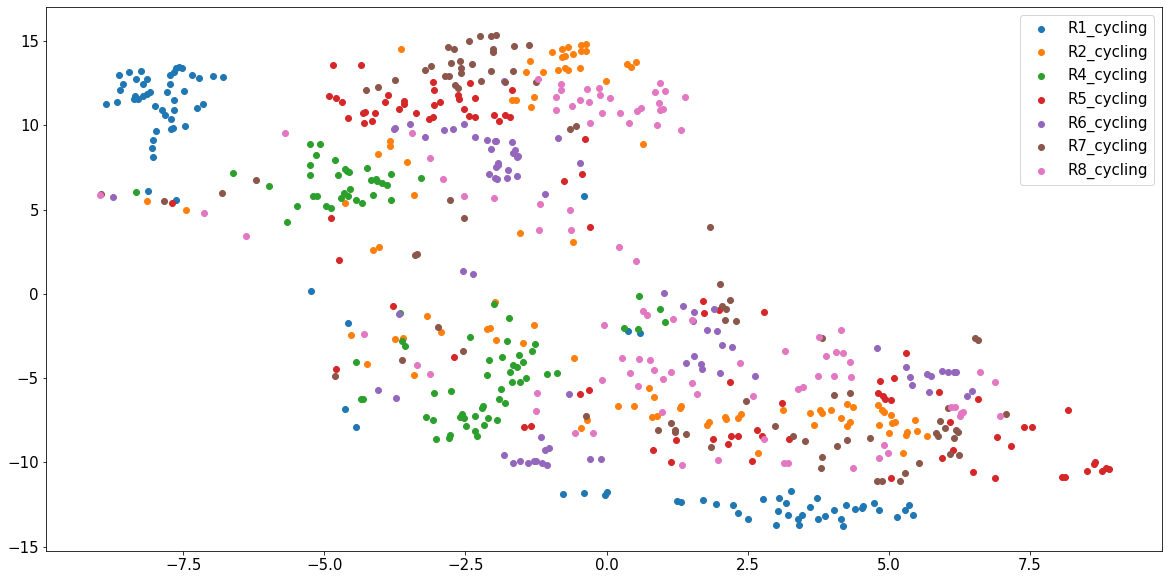 R1_cycling
R2_cycling
R4_cycling
R5_cycling
R6_cycling
R7_cycling
R8_cycling
15
10
5
0
−5
−10
−15
−7.5 −5.0 −2.5 0.0 2.5 5.0 7.5